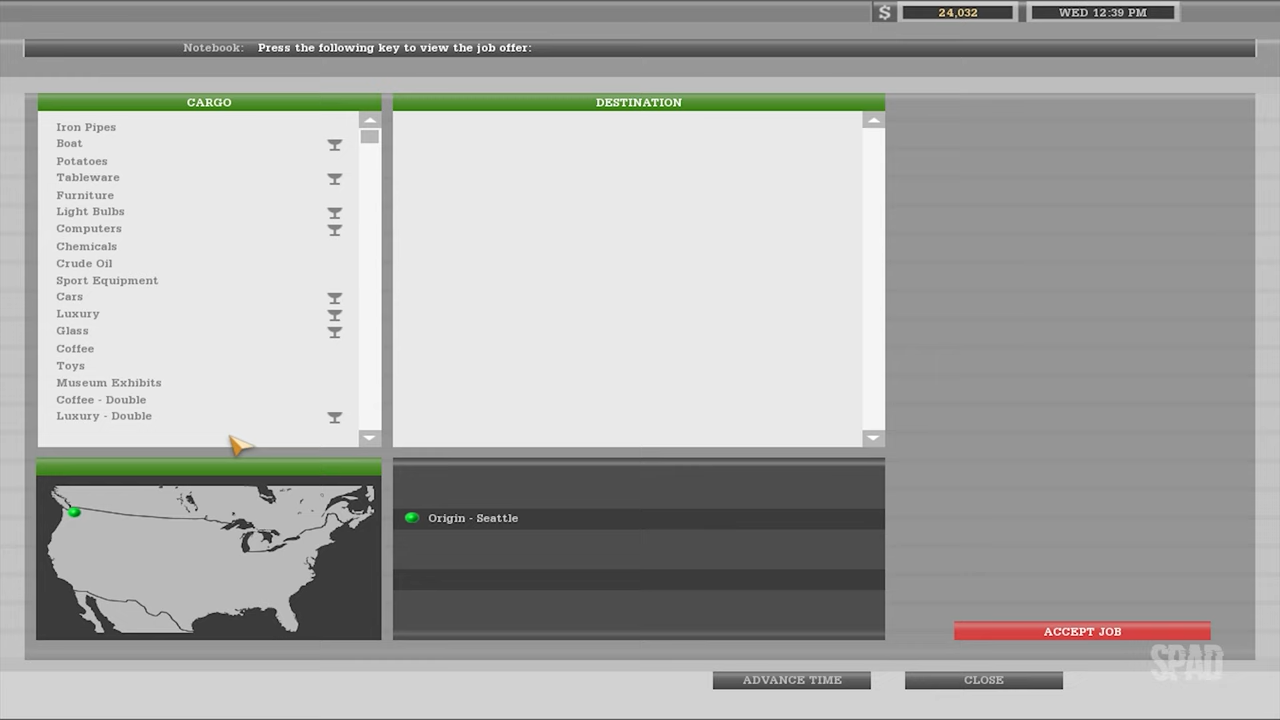 $ 24,032 WED 12:39 PM
Notebook: Press the following key to view the job offer:
CARGO
Iron Pipes
Boat
Potatoes
Tableware
Furniture
Light Bulbs
Computers
Chemicals
Crude Oil
Sport Equipment
Cars
Luxury
Glass
Coffee
Toys
Museum Exhibits
Coffee - Double
Luxury - Double
DESTINATION
Origin - Seattle
ACCEPT JOB
SPAD
ADVANCE TIME
CLOSE